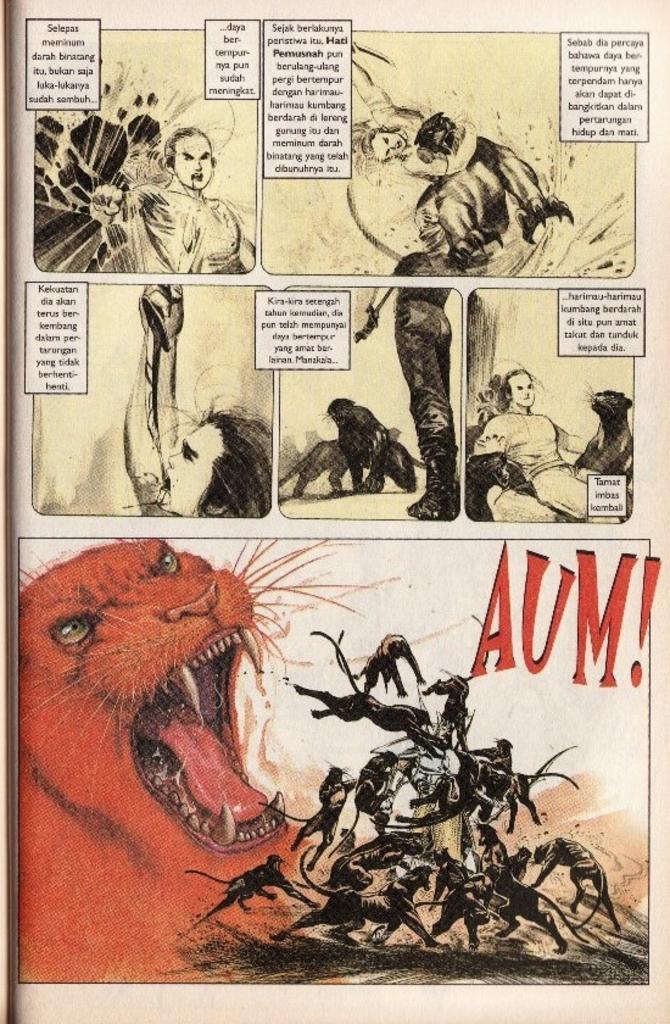 Selepas
meminum
darah binatang
itu, bukan saja
luka-lukanya
sudah sembuh...
...daya
ber-
tempur-
nya pun
sudah
meningkat.
Sejak berlakunya
peristiwa itu, Hati
Pemusnah pun
berulang-ulang
pergi bertempur
dengan harimau-
harimau kumbang
berdarah di lereng
gunung itu dan
meminum darah
binatang yang telah
dibunuhnya itu.
Sebab dia percaya
bahawa daya ber-
tempurnya yang
terpendam hanya
akan dapat di-
bangkitkan dalam
pertarungan
hidup dan mati.
Kekuatan
dia akan
terus ber-
kembang
dalam per-
tarungan
yang tidak
berhenti-
henti.
Kira-kira setengah
tahun kemudian, dia
pun telah mempunyai
daya bertempur
yang amat ber-
lainan. Manakala...
...harimau-harimau
kumbang berdarah
di situ pun amat
takut dan tunduk
kepada dia.
Tamat
imbas
kembali
AUM!